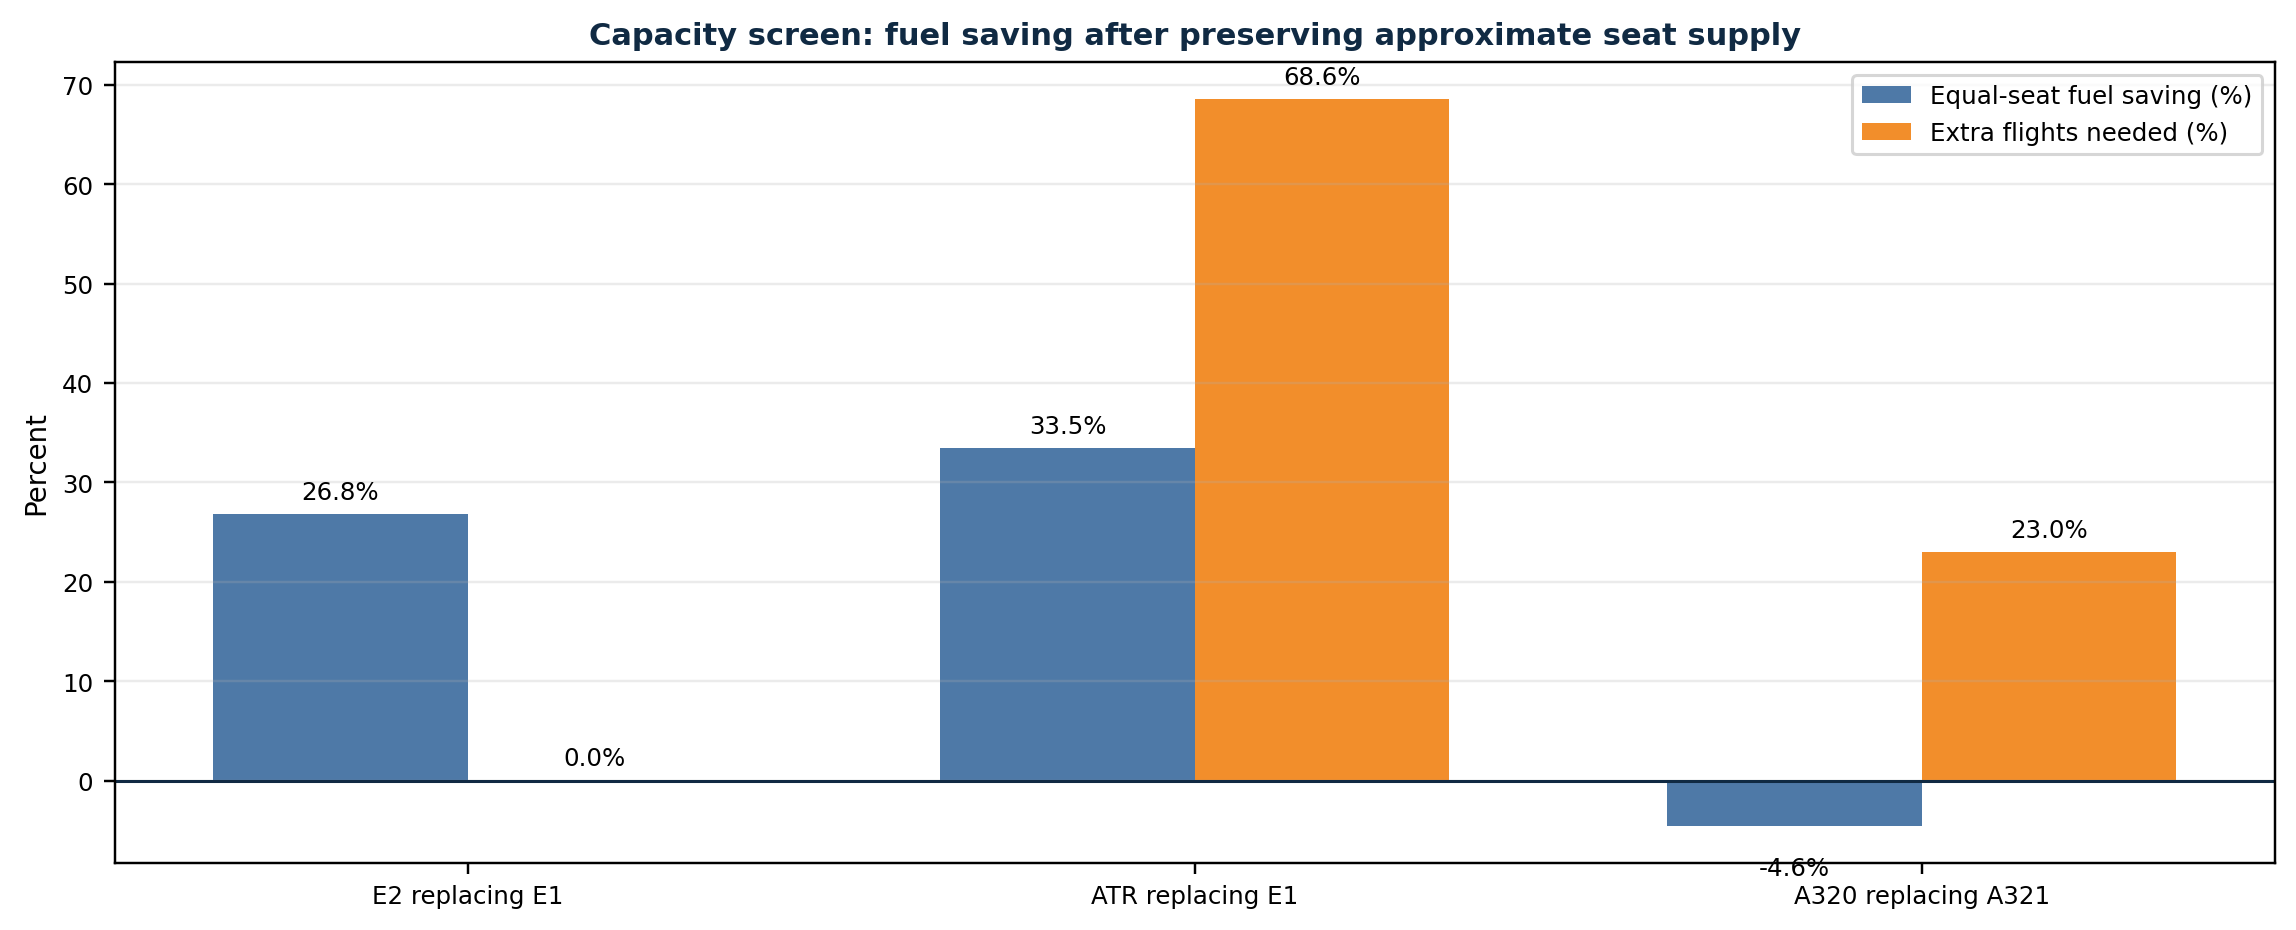 Capacity screen: fuel saving after preserving approximate seat supply
Equal-seat fuel saving (%)
Extra flights needed (%)
Percent
70
60
50
40
30
20
10
0
26.8%
0.0%
33.5%
68.6%
-4.6%
23.0%
E2 replacing E1
ATR replacing E1
A320 replacing A321